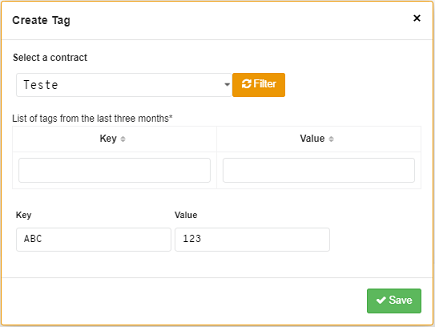 Create Tag ×
Select a contract
Teste Filter
List of tags from the last three months*
Key Value
Key Value
ABC 123
Save